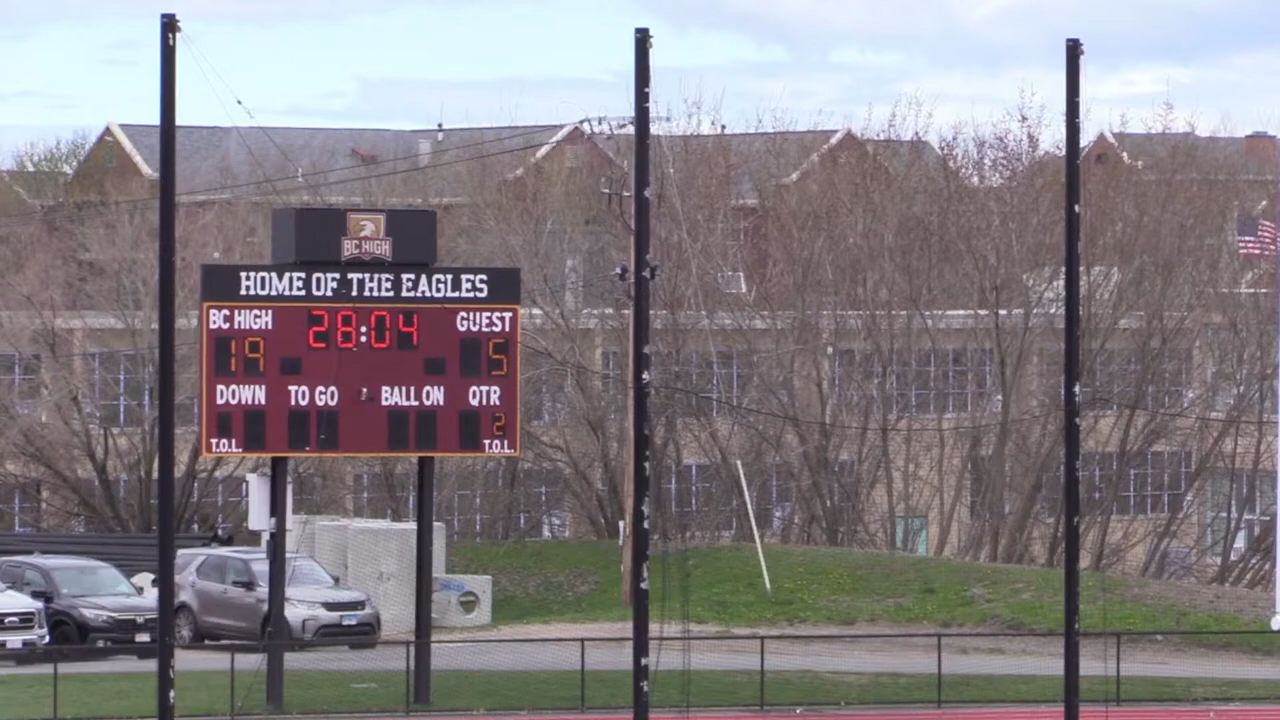 BC HIGH
HOME OF THE EAGLES
BC HIGH 28:04 GUEST
19 5
DOWN TO GO BALL ON QTR
2
T.O.L. T.O.L.